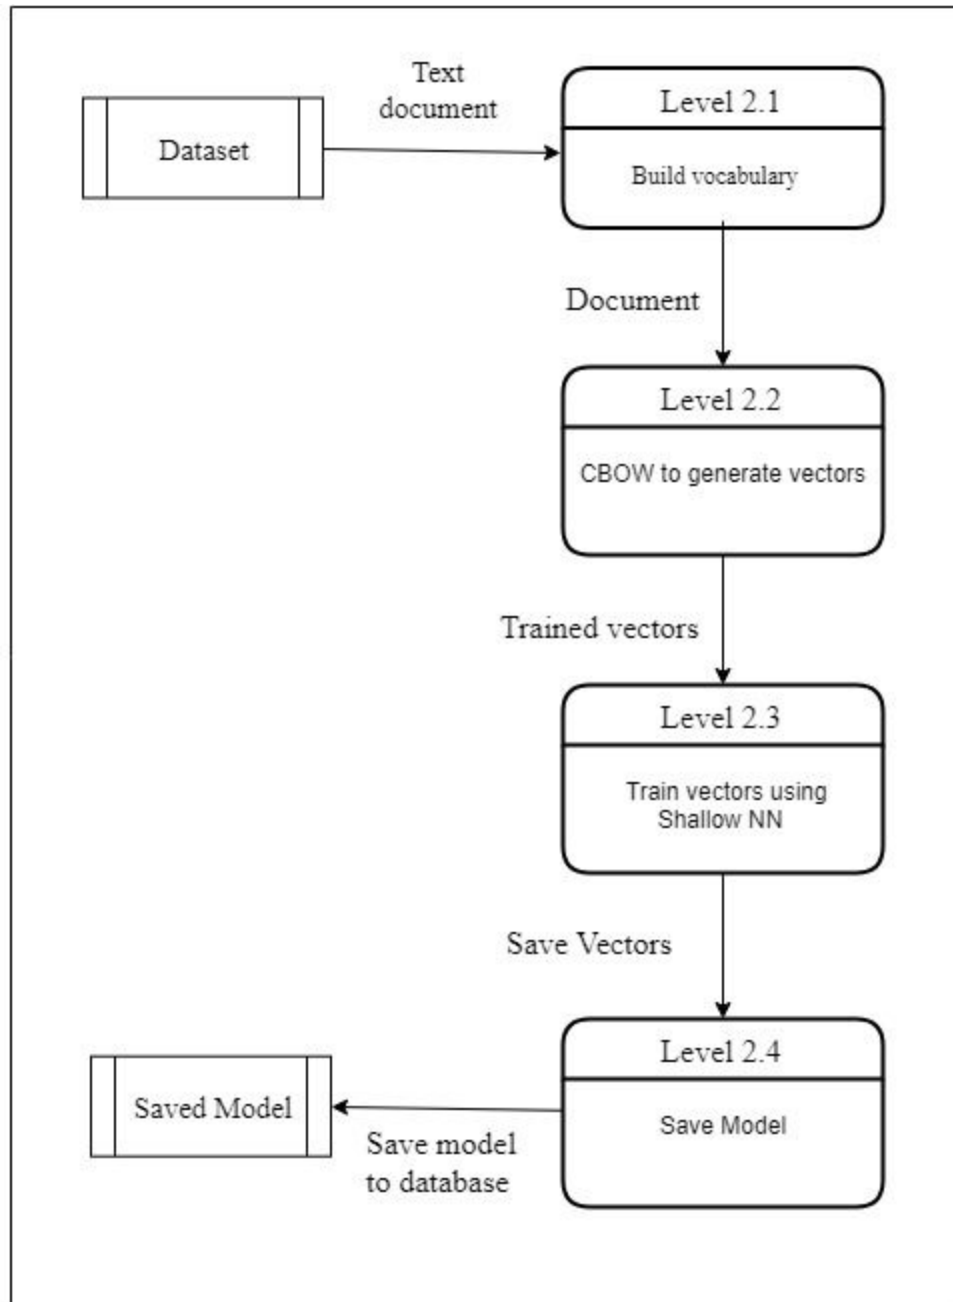 Text
document
Dataset
Level 2.1
Build vocabulary
Document
Level 2.2
CBOW to generate vectors
Trained vectors
Level 2.3
Train vectors using
Shallow NN
Save Vectors
Level 2.4
Save Model
Saved Model
Save model
to database